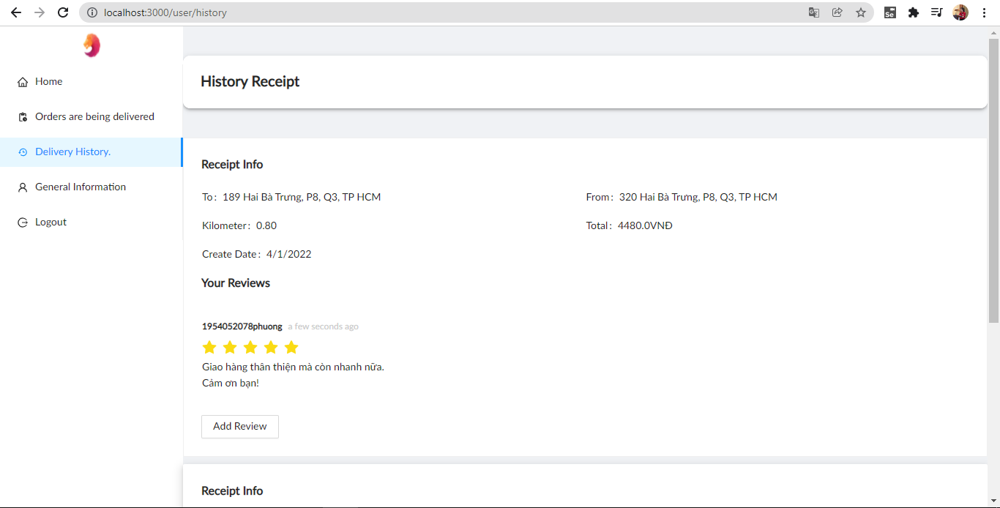 localhost:3000/user/history
Se
Home
Orders are being delivered
Delivery History.
General Information
Logout
History Receipt
Receipt Info
To: 189 Hai Bà Trưng, P8, Q3, TP HCM
From: 320 Hai Bà Trưng, P8, Q3, TP HCM
Kilometer: 0.80
Total: 4480.0VNĐ
Create Date: 4/1/2022
Your Reviews
1954052078phuong a few seconds ago
Giao hàng thân thiện mà còn nhanh nữa.
Cảm ơn bạn!
Add Review
Receipt Info